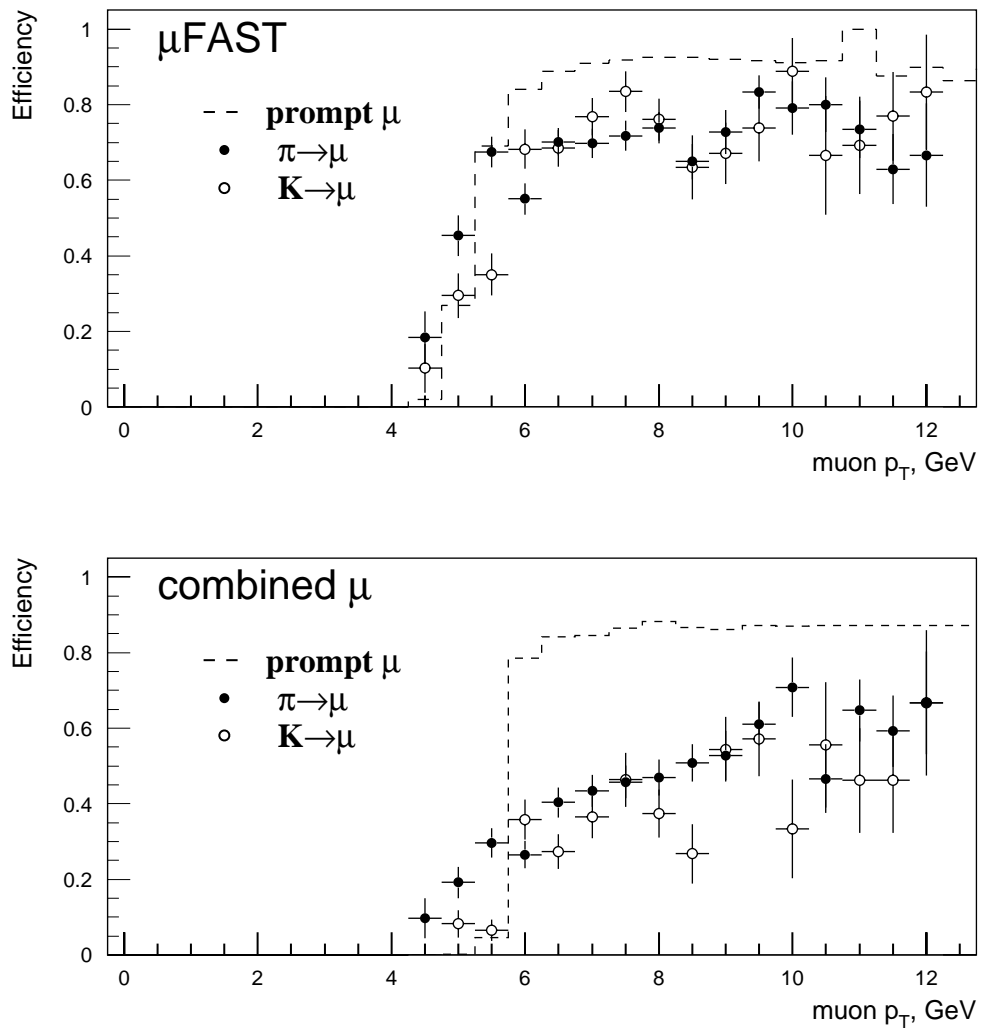 Efficiency
μFAST
prompt μ
π→μ
K→μ
1
0.8
0.6
0.4
0.2
0
0 2 4 6 8 10 12
muon pT, GeV
Efficiency
combined μ
prompt μ
π→μ
K→μ
1
0.8
0.6
0.4
0.2
0
0 2 4 6 8 10 12
muon pT, GeV